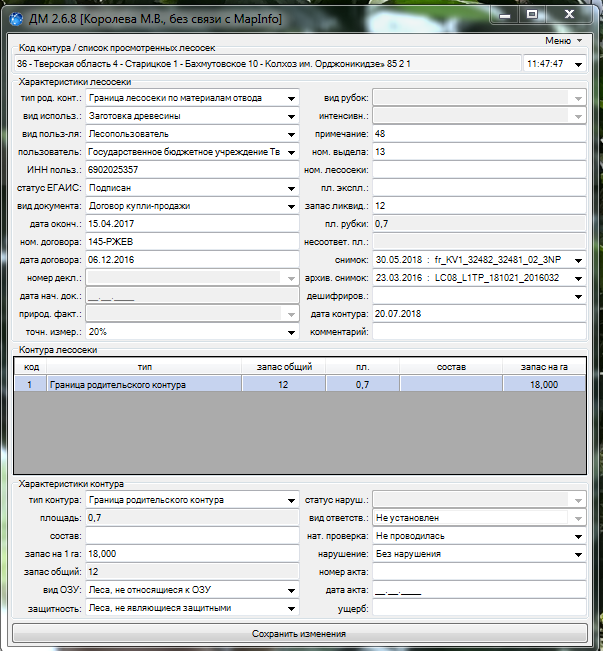 ДМ 2.6.8 [Королева М.В., без связи с MapInfo]
Меню
Код контура / список просмотренных лесосек
36 - Тверская область 4 - Старицкое 1 - Бахмутовское 10 - Колхоз им. Орджоникидзе» 85 2 1 11:47:47
Характеристики лесосеки
тип род. конт.: Граница лесосеки по материалам отвода вид рубок:
вид использ.: Заготовка древесины интенсивн.:
вид польз-ля: Лесопользователь примечание: 48
пользователь: Государственное бюджетное учреждение Тв ном. выдела: 13
ИНН польз.: 6902025357 ном. лесосеки:
статус ЕГАИС: Подписан пл. экспл.:
вид документа: Договор купли-продажи запас ликвид.: 12
дата оконч.: 15.04.2017 пл. рубки: 0,7
ном. договора: 145-РЖЕВ несоответ. пл.:
дата договора: 06.12.2016 снимок: 30.05.2018 : fr_KV1_32482_32481_02_3NP
номер декл.: архив. снимок: 23.03.2016 : LC08_L1TP_181021_2016032
дата нач. док.: __.__.____ дешифриров.:
природ. факт.: дата контура: 20.07.2018
точн. измер.: 20% комментарий:
Контура лесосеки
код тип запас общий пл. состав запас на га
1 Граница родительского контура 12 0,7 18,000
Характеристики контура
тип контура: Граница родительского контура статус наруш.:
площадь: 0,7 вид ответств.: Не установлен
состав: нат. проверка: Не проводилась
запас на 1 га: 18,000 нарушение: Без нарушения
запас общий: 12 номер акта:
вид ОЗУ: Леса, не относящиеся к ОЗУ дата акта: __.__.____
защитность: Леса, не являющиеся защитными ущерб:
Сохранить изменения